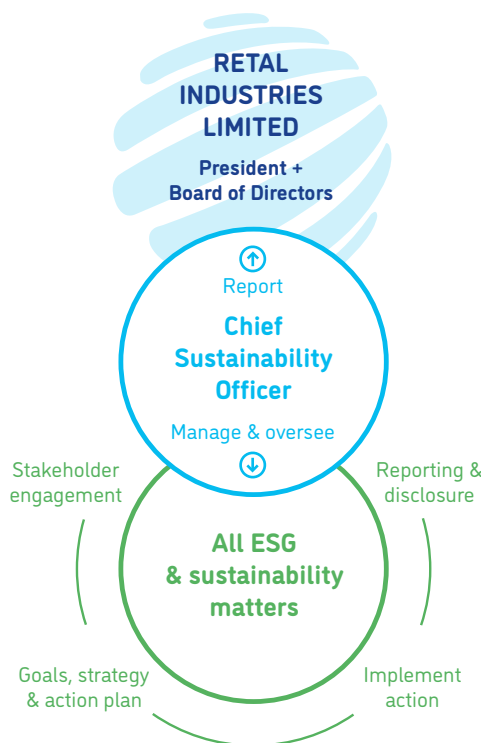 RETAL
INDUSTRIES
LIMITED
President +
Board of Directors
Report
Chief
Sustainability
Officer
Manage & oversee
Stakeholder
engagement
Reporting &
disclosure
All ESG
& sustainability
matters
Goals, strategy
& action plan
Implement
action